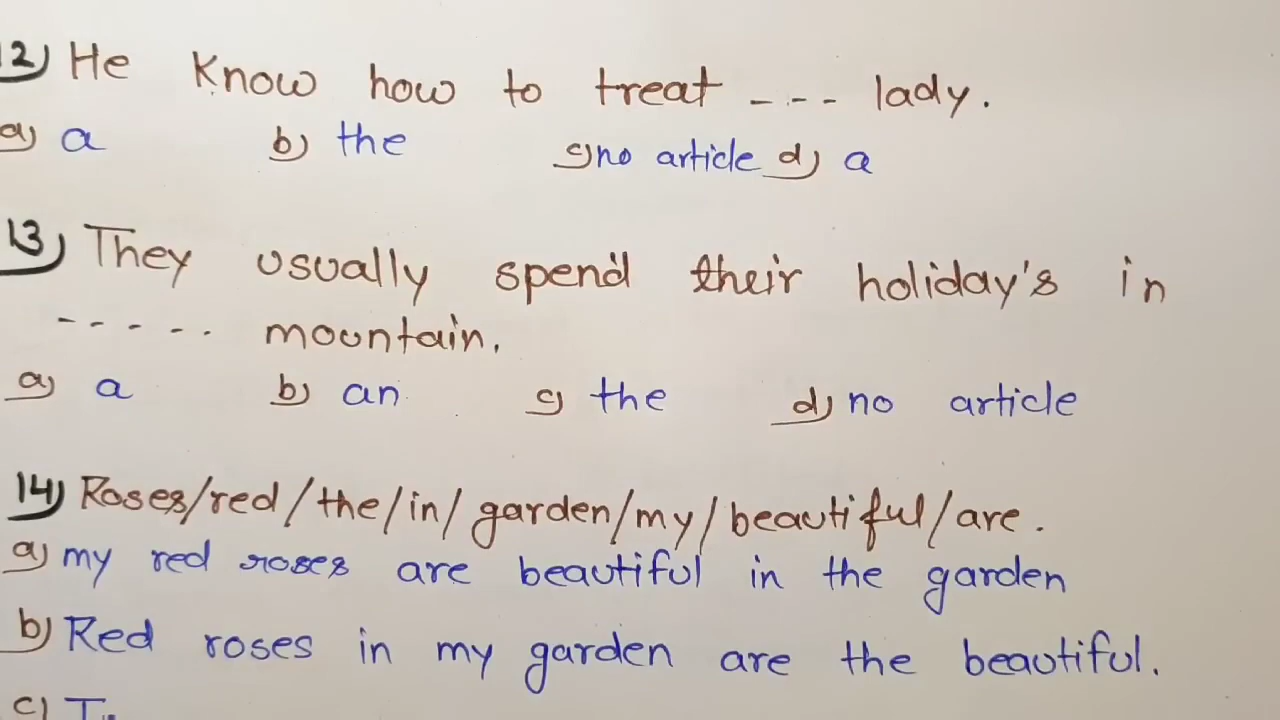 12) He know how to treat --- lady.
a) a b) the c) no article d) a
13) They usually spend their holiday's in
----- mountain.
a) a b) an c) the d) no article
14) Roses/red/the/in/garden/my/beautiful/are.
a) my red roses are beautiful in the garden
b) Red roses in my garden are the beautiful.
c)